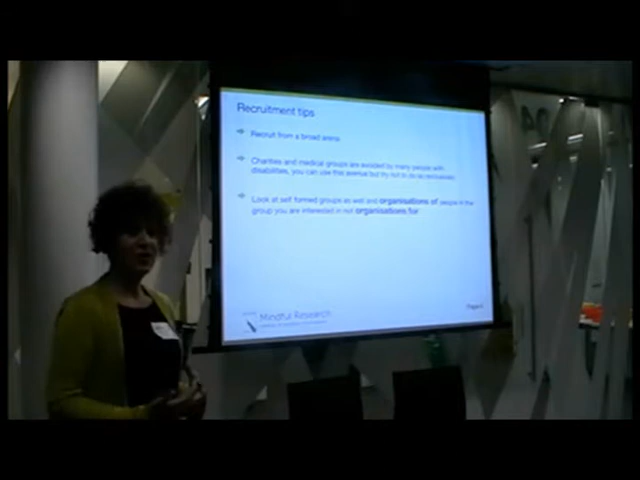 Recruitment tips
Recruit from a broad arena
Charities and medical groups are avoided by many people with
disabilities, you can use this avenue but try not to do so exclusively
Look at self formed groups as well and organisations of people in the
group you are interested in not organisations for
Mindful Research